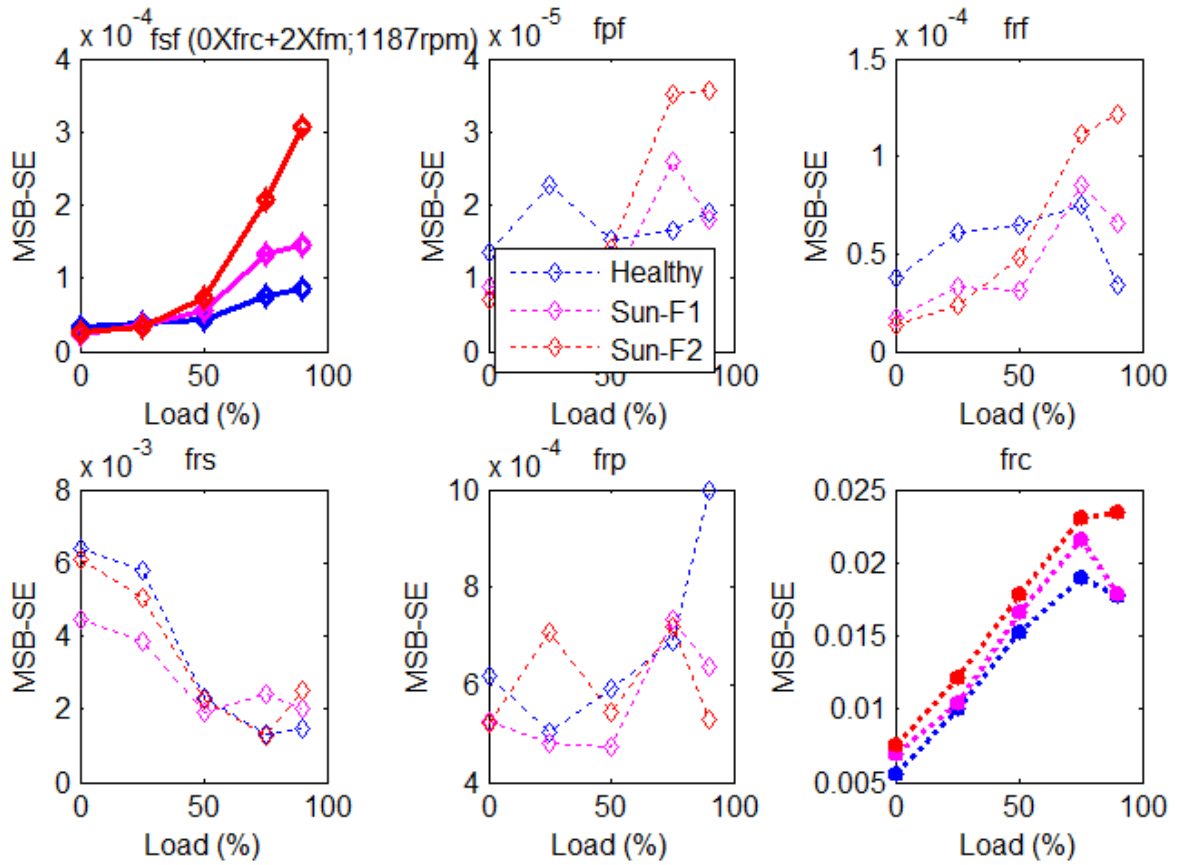 x 10-4 fsf (0Xfrc+2Xfm;1187rpm)
4
3
2
1
0
MSB-SE
0 50 100
Load (%)
x 10-5 fpf
4
3
2
1
0
MSB-SE
Healthy
Sun-F1
Sun-F2
0 50 100
Load (%)
x 10-4 frf
1.5
1
0.5
0
MSB-SE
0 50 100
Load (%)
x 10-3 frs
8
6
4
2
0
MSB-SE
0 50 100
Load (%)
x 10-4 frp
10
8
6
4
MSB-SE
0 50 100
Load (%)
frc
0.025
0.02
0.015
0.01
0.005
MSB-SE
0 50 100
Load (%)